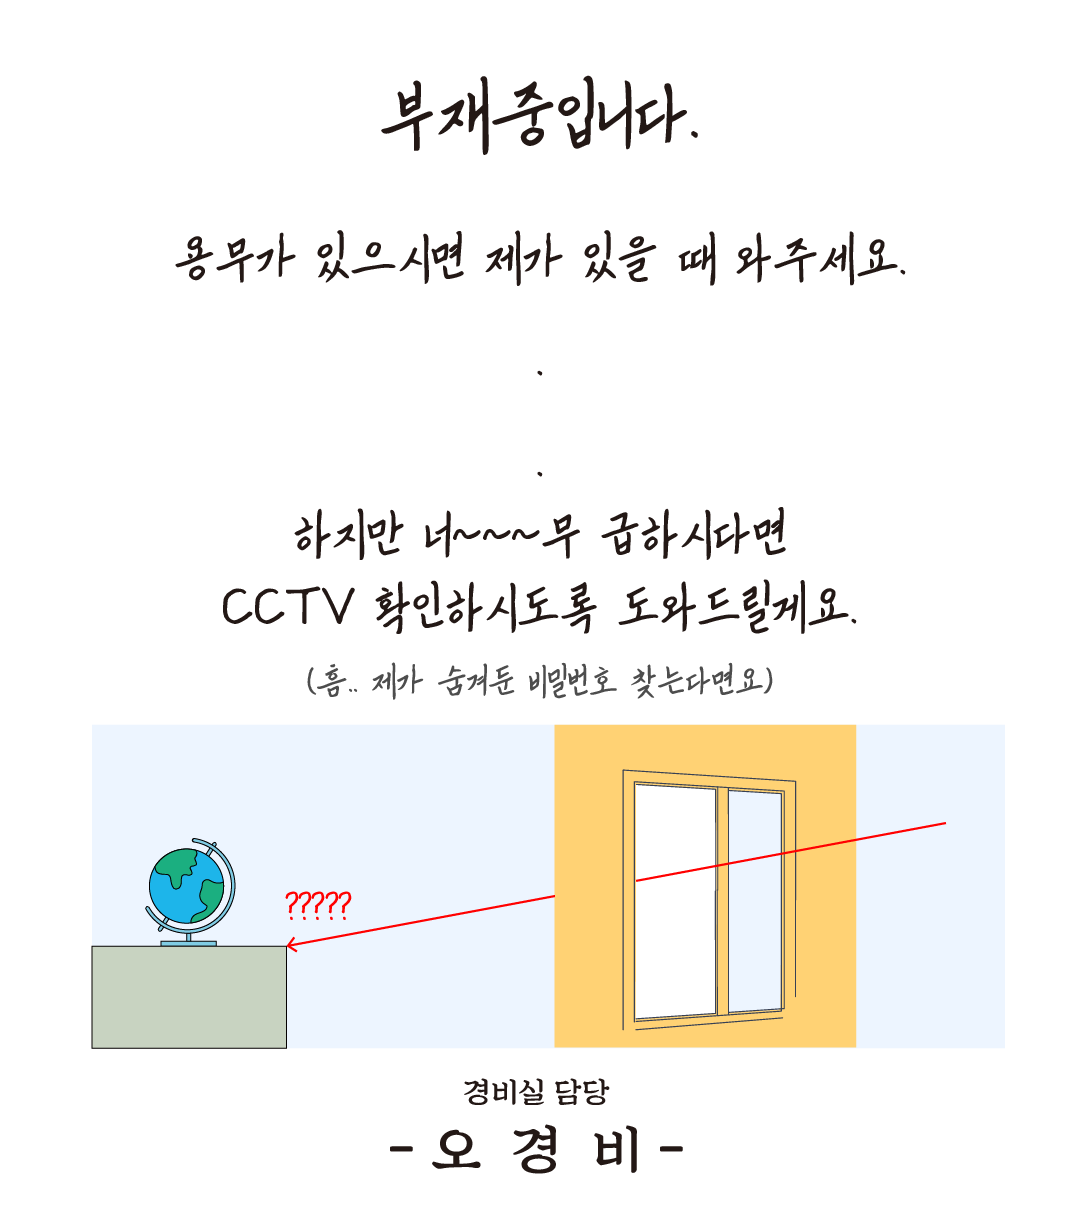 부재중입니다.
용무가 있으시면 제가 있을 때 와주세요.
.
.
하지만 너~~~무 급하시다면
CCTV 확인하시도록 도와드릴게요.
(흠.. 제가 숨겨둔 비밀번호 찾는다면요)
?????
경비실 담당
- 오 경 비 -